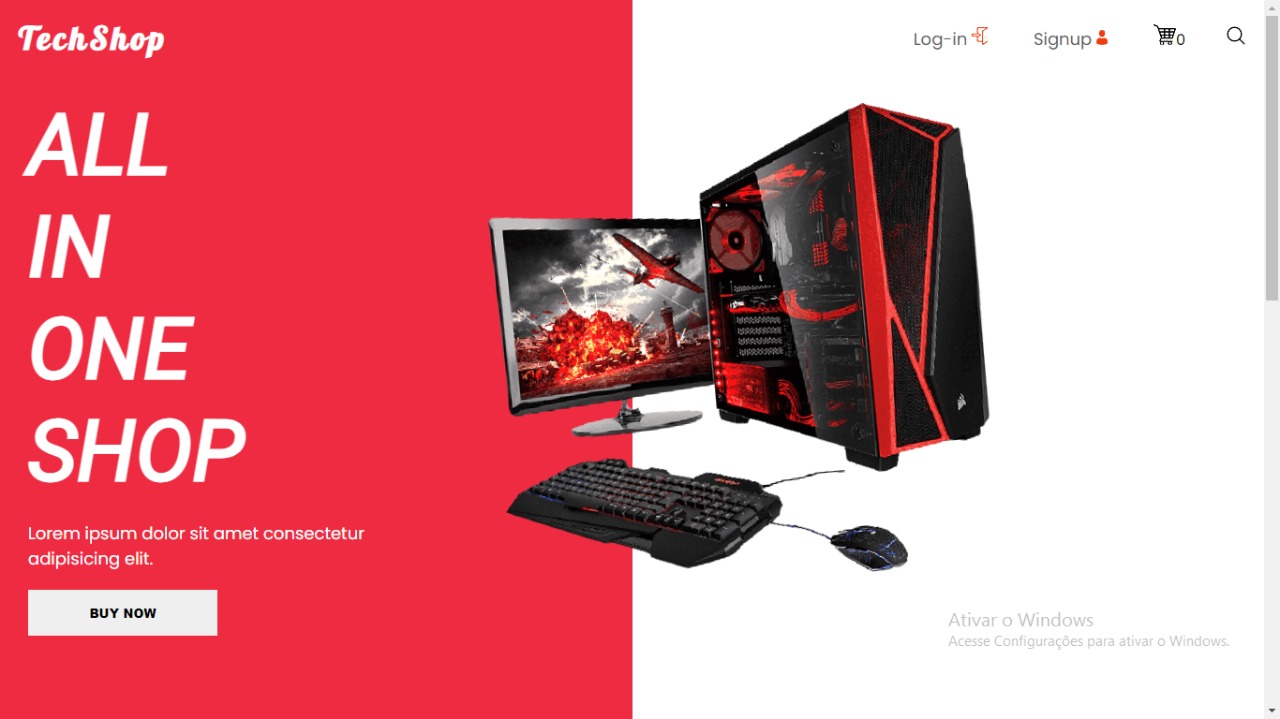 TechShop
Log-in
Signup
0
ALL
IN
ONE
SHOP
Lorem ipsum dolor sit amet consectetur
adipisicing elit.
BUY NOW
Ativar o Windows
Acesse Configurações para ativar o Windows.